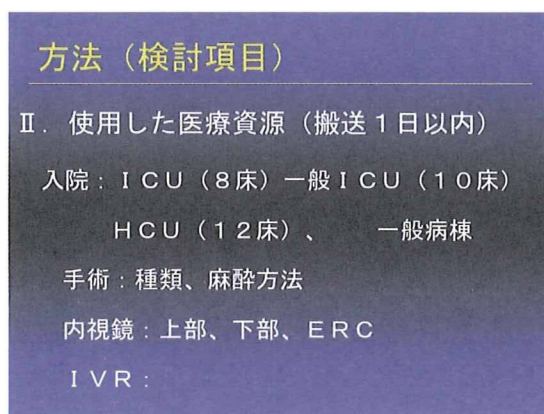 方法（検討項目）
Ⅱ．使用した医療資源（搬送１日以内）
入院：ＩＣＵ（８床）一般ＩＣＵ（１０床）
ＨＣＵ（１２床）、　一般病棟
手術：種類、麻酔方法
内視鏡：上部、下部、ＥＲＣ
ＩＶＲ：